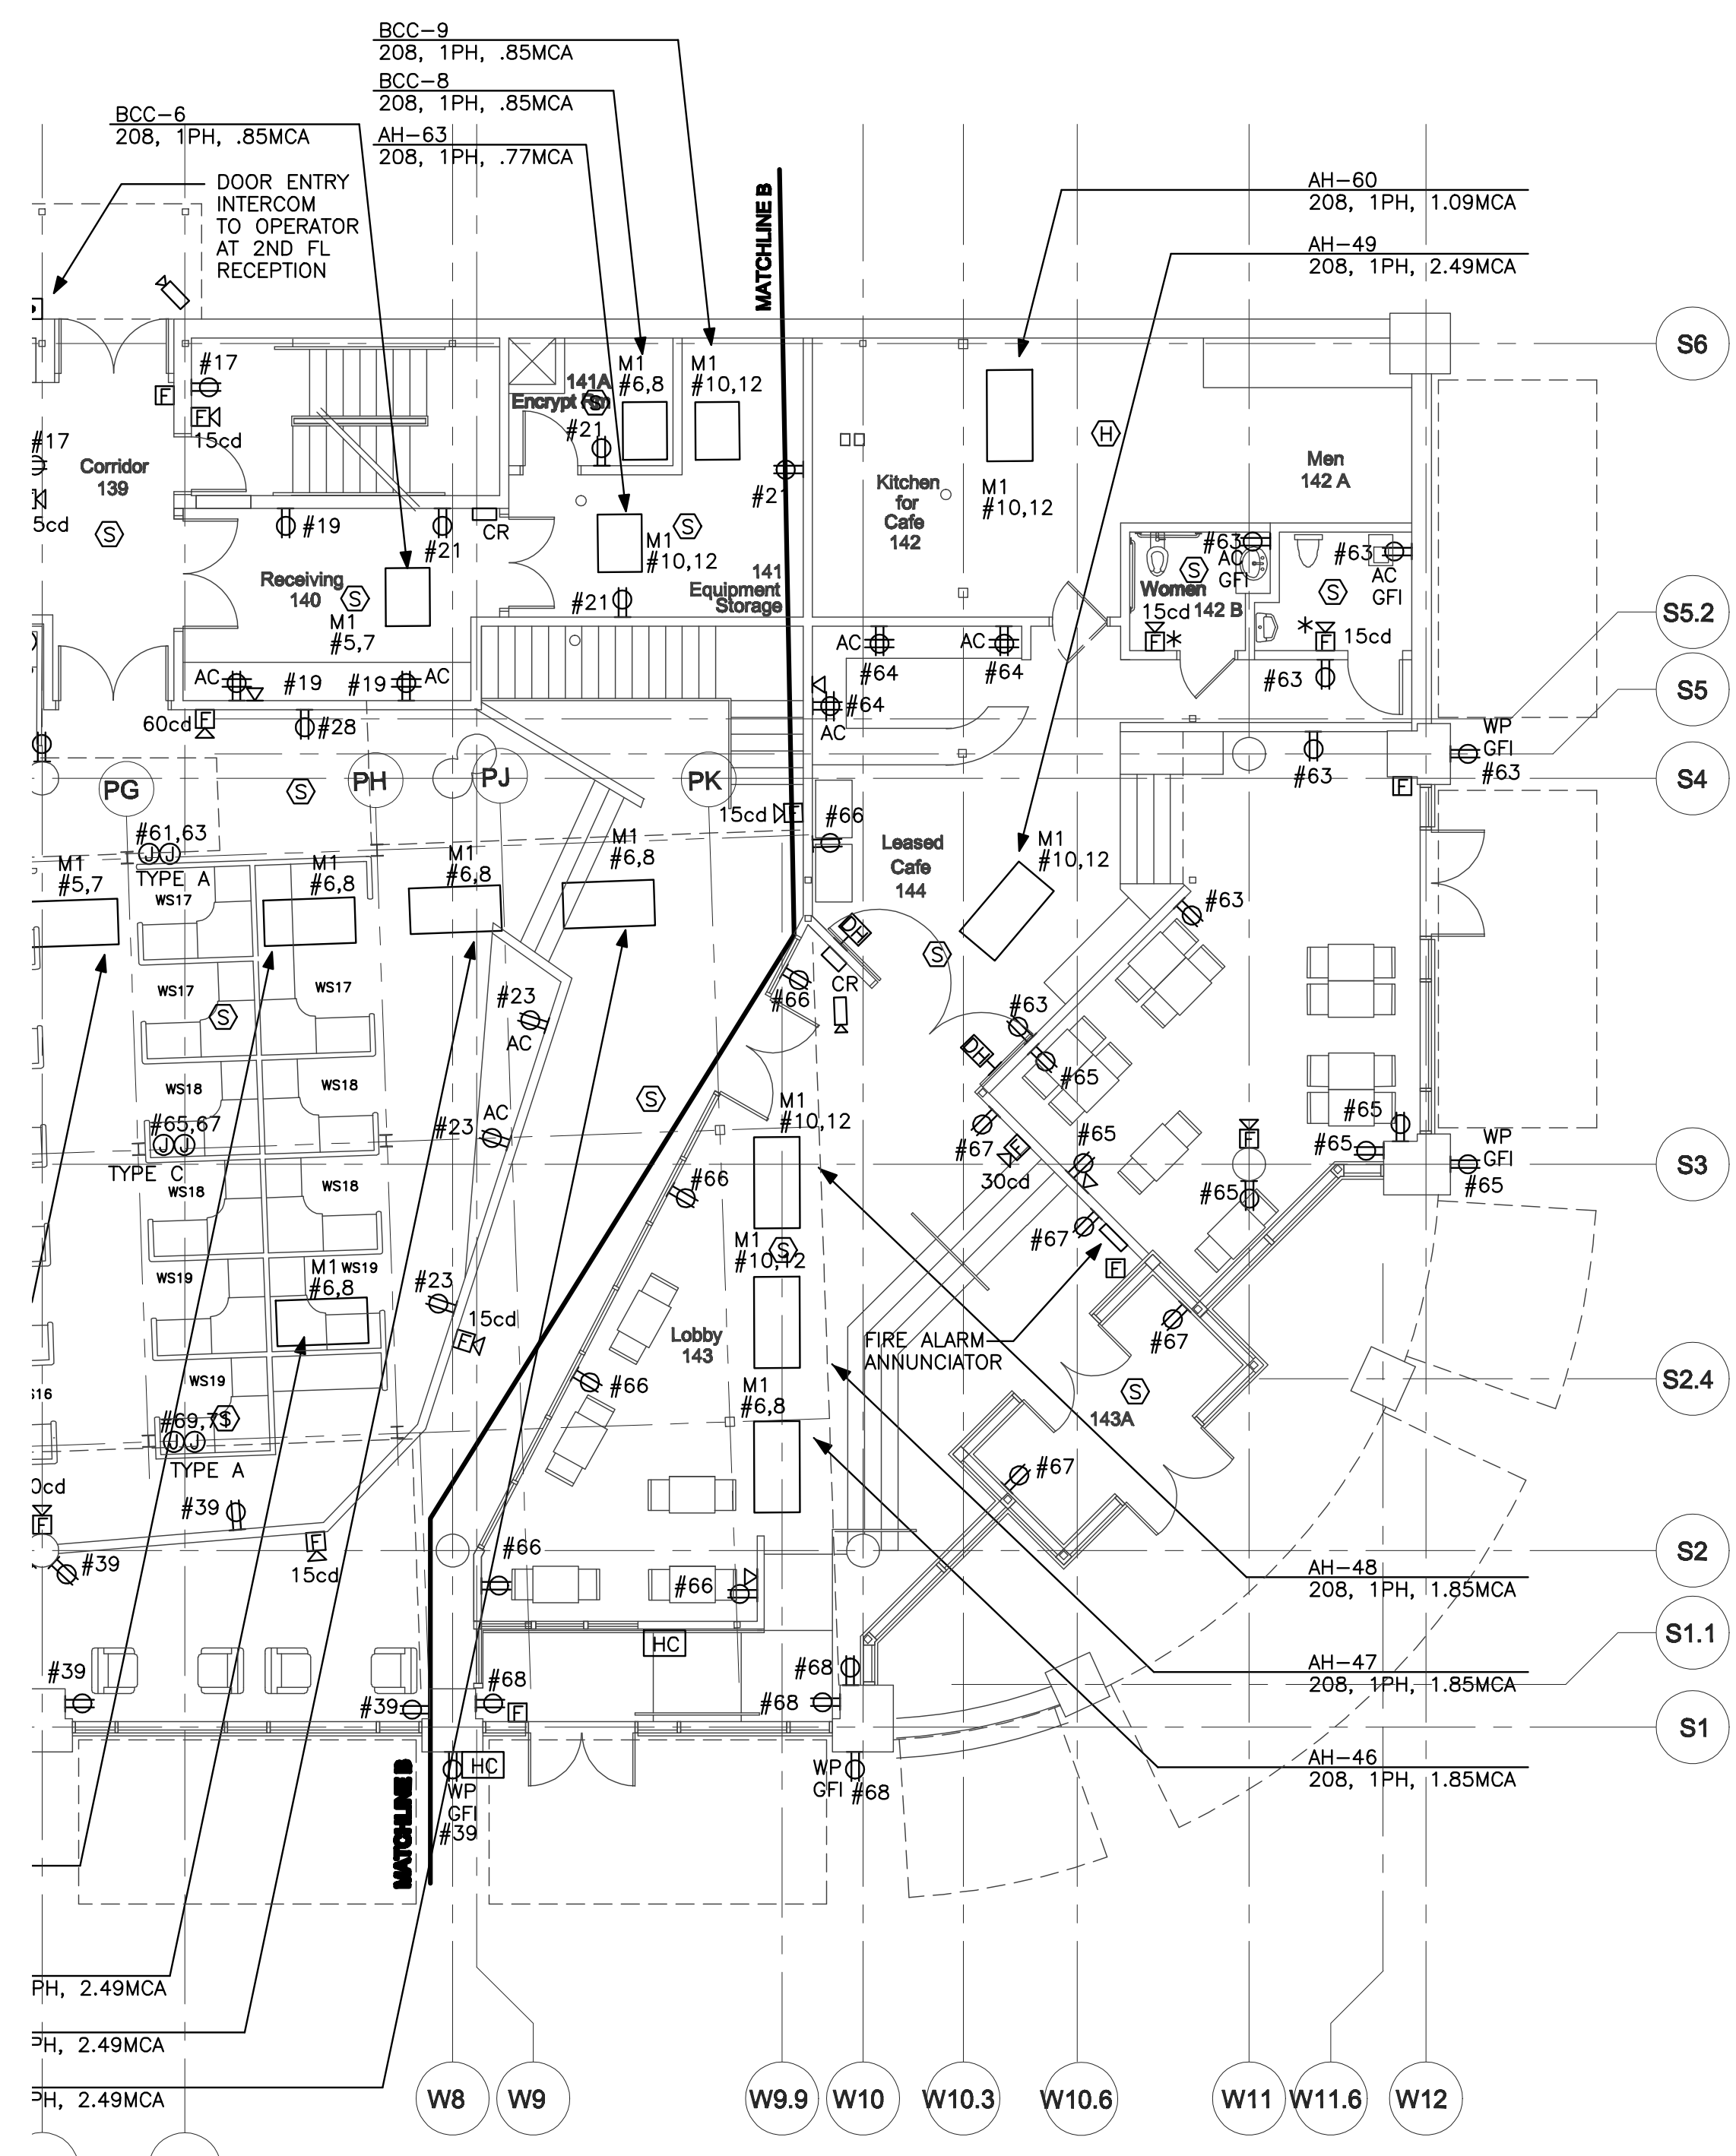 BCC-9
208, 1PH, .85MCA
BCC-8
208, 1PH, .85MCA
BCC-6
208, 1PH, .85MCA
AH-63
208, 1PH, .77MCA
DOOR ENTRY
INTERCOM
TO OPERATOR
AT 2ND FL
RECEPTION
MATCHLINE B
AH-60
208, 1PH, 1.09MCA
AH-49
208, 1PH, 2.49MCA
S6
#17
F
F
15cd
#17
5cd
Corridor
139
S
M1
#6,8
M1
#10,12
141A
Encrypt Rm
S
#21
#21
Kitchen
for
Cafe
142
M1
#10,12
H
Men
142 A
#19
#21
CR
Receiving
140
S
M1
#5,7
M1
#10,12
S
141
Equipment
Storage
#21
#63
AC
GFI
S
Women
142 B
15cd
F
*
#63
AC
GFI
S
*
F
15cd
S5.2
AC
#19
#19
AC
60cd
F
#28
AC
#64
AC
#64
#64
AC
#63
S5
WP
GFI
#63
#63
F
S4
PG
S
PH
PJ
PK
15cd
F
#66
#61,63
J J
TYPE A
M1
#5,7
M1
#6,8
M1
#6,8
M1
#6,8
Leased
Cafe
144
M1
#10,12
WS17
WS17
WS17
S
#63
DH
S
CR
#66
#23
AC
#63
DH
#65
WS18
WS18
#65,67
J J
TYPE C
WS18
WS18
AC
#23
S
M1
#10,12
#67
F
30cd
#65
F
#65
#65
WP
GFI
#65
S3
#66
#65
#67
F
M1
#10,12
S
WS19
M1
#6,8
WS19
#23
15cd
F
Lobby
143
FIRE ALARM
ANNUNCIATOR
#67
S2.4
S
143A
S16
WS19
#69,71
S
J J
TYPE A
#66
M1
#6,8
#67
0cd
F
#39
#39
F
15cd
#66
#66
S2
AH-48
208, 1PH, 1.85MCA
S1.1
HC
#39
#39
#68
F
#68
#68
AH-47
208, 1PH, 1.85MCA
S1
HC
WP
GFI
#39
WP
GFI
#68
AH-46
208, 1PH, 1.85MCA
MATCHLINE B
PH, 2.49MCA
PH, 2.49MCA
PH, 2.49MCA
W8
W9
W9.9
W10
W10.3
W10.6
W11
W11.6
W12